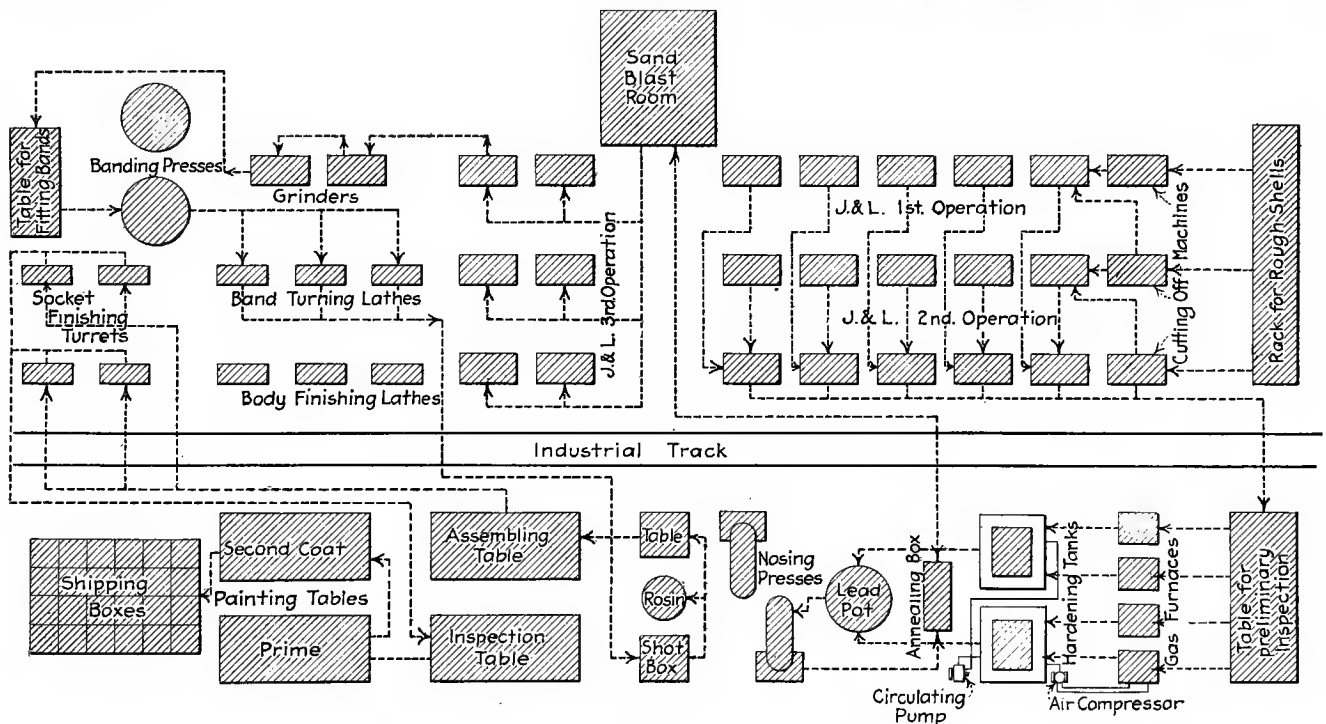 Sand
Blast
Room
Table for
Fitting Bands
Banding Presses
Grinders
J.& L. 3rd Operation
J.& L. 1st. Operation
J.& L. 2nd. Operation
Cutting Off Machines
Rack for Rough Shells
Socket
Finishing
Turrets
Band Turning Lathes
Body Finishing Lathes
Industrial Track
Shipping
Boxes
Second Coat
Painting Tables
Prime
Assembling
Table
Inspection
Table
Table
Rosin
Shot
Box
Nosing
Presses
Lead
Pot
Annealing Box
Hardening Tanks
Gas Furnaces
Table for
preliminary
Inspection
Circulating
Pump
Air Compressor